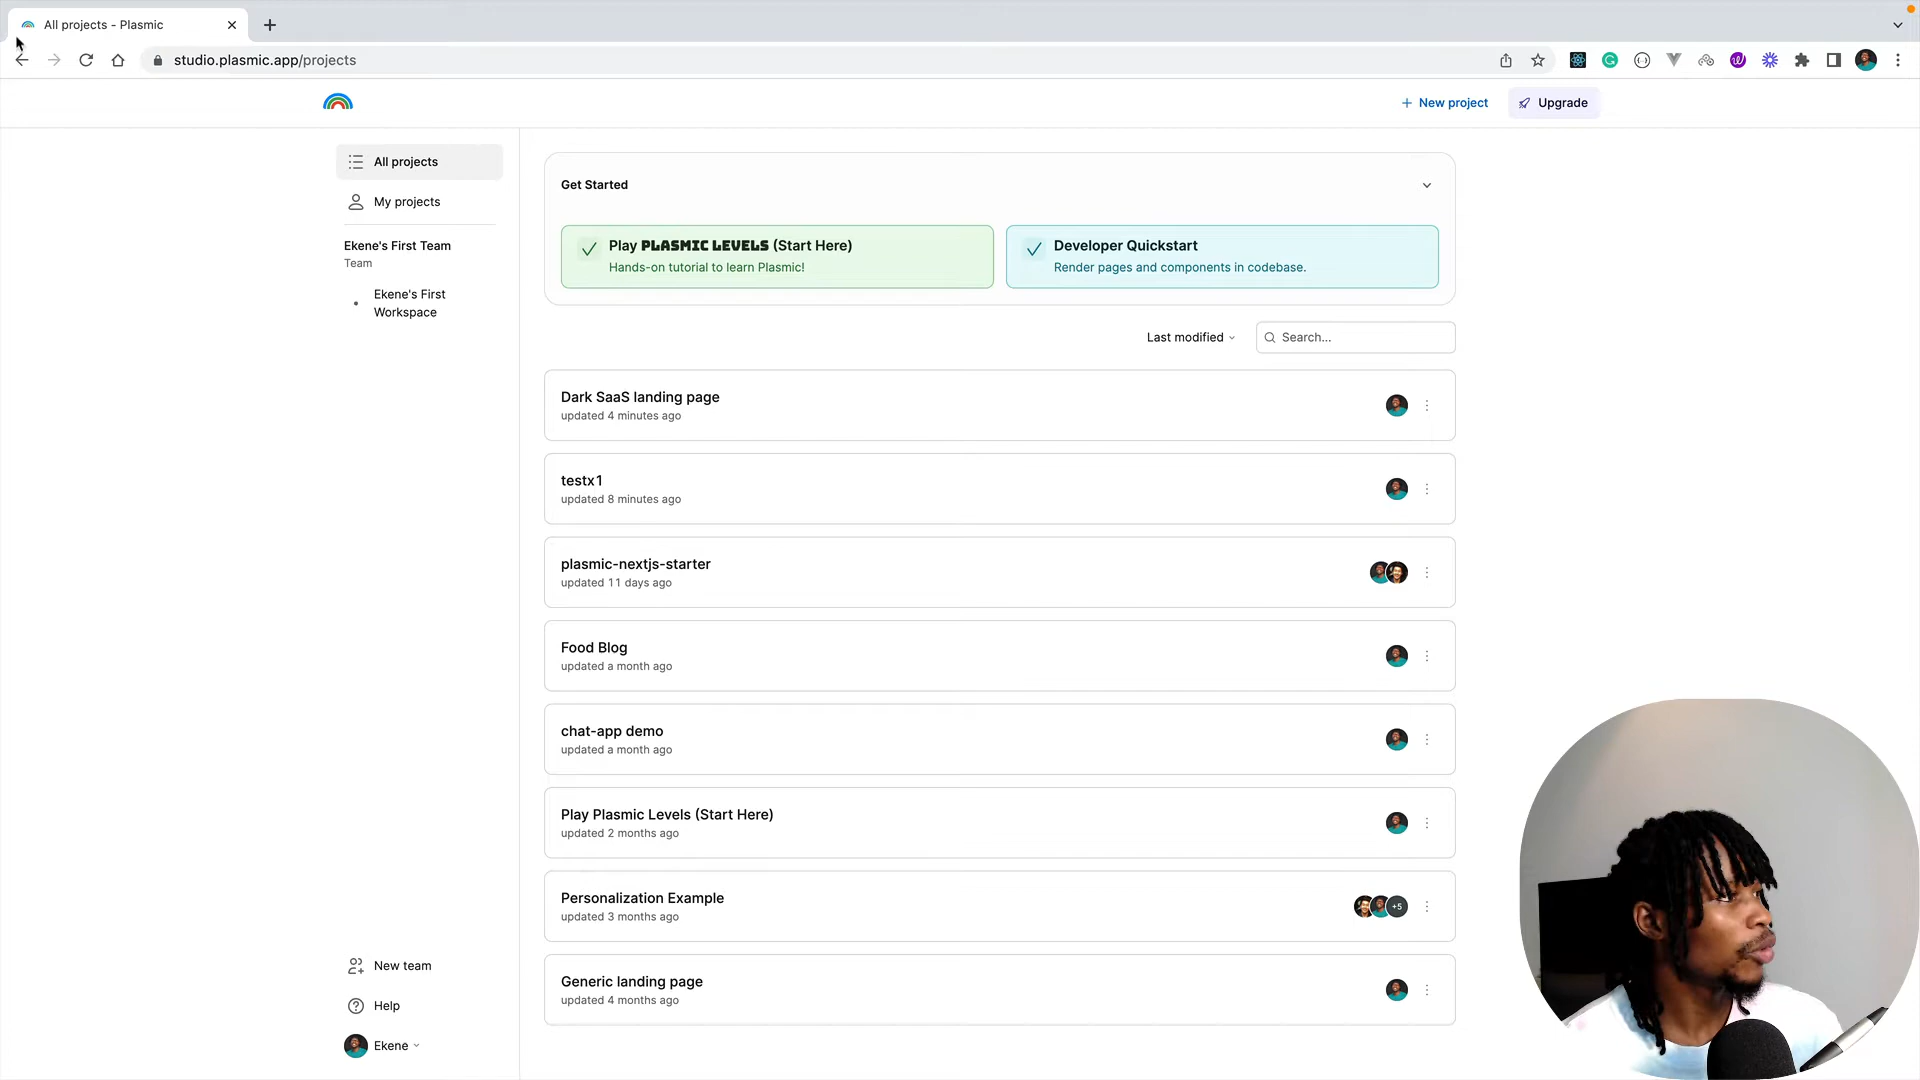 All projects - Plasmic
studio.plasmic.app/projects
New project
Upgrade
All projects
My projects
Ekene's First Team
Team
Ekene's First
Workspace
New team
Help
Ekene
Get Started
Play PLASMIC LEVELS (Start Here)
Hands-on tutorial to learn Plasmic!
Developer Quickstart
Render pages and components in codebase.
Last modified
Search...
Dark SaaS landing page
updated 4 minutes ago
testx1
updated 8 minutes ago
plasmic-nextjs-starter
updated 11 days ago
Food Blog
updated a month ago
chat-app demo
updated a month ago
Play Plasmic Levels (Start Here)
updated 2 months ago
Personalization Example
updated 3 months ago
+5
Generic landing page
updated 4 months ago